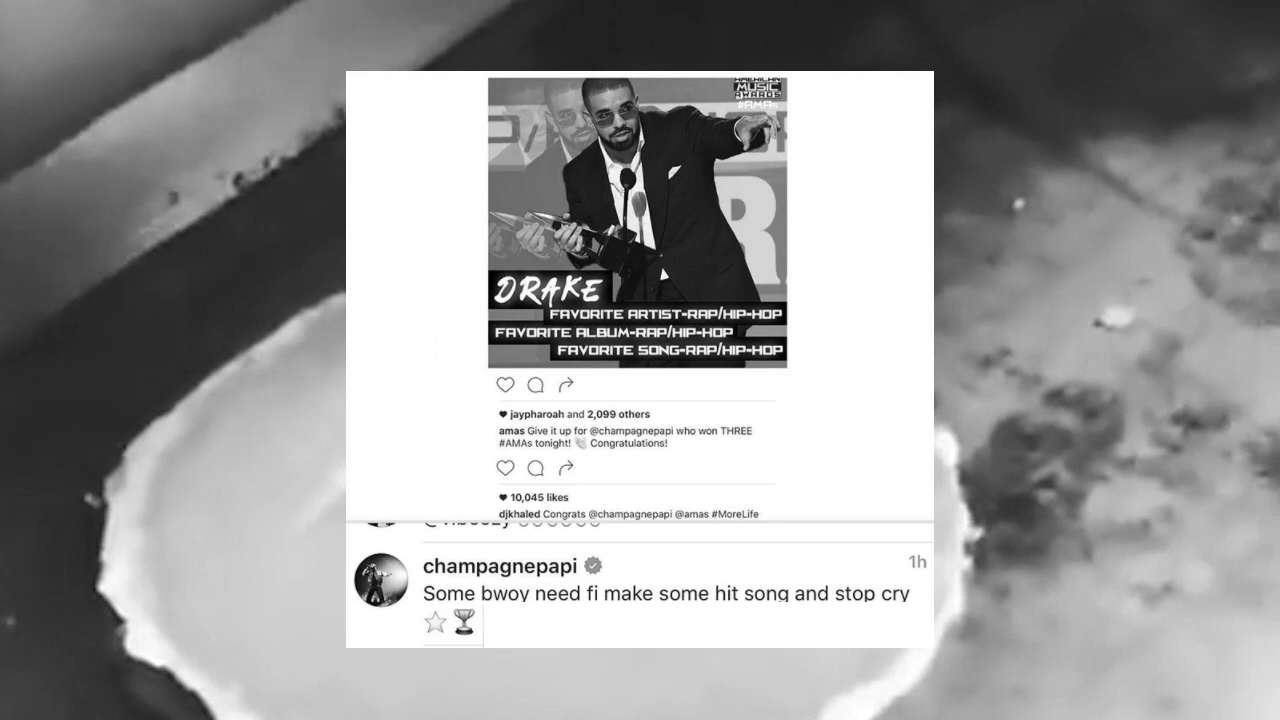 AMERICAN
MUSIC
AWARDS
#AMAs
DRAKE
FAVORITE ARTIST-RAP/HIP-HOP
FAVORITE ALBUM-RAP/HIP-HOP
FAVORITE SONG-RAP/HIP-HOP
jaypharoah and 2,099 others
amas Give it up for @champagnepapi who won THREE
#AMAs tonight! 👏 Congratulations!
10,045 likes
djkhaled Congrats @champagnepapi @amas #MoreLife
champagnepapi
1h
Some bwoy need fi make some hit song and stop cry
⭐🏆